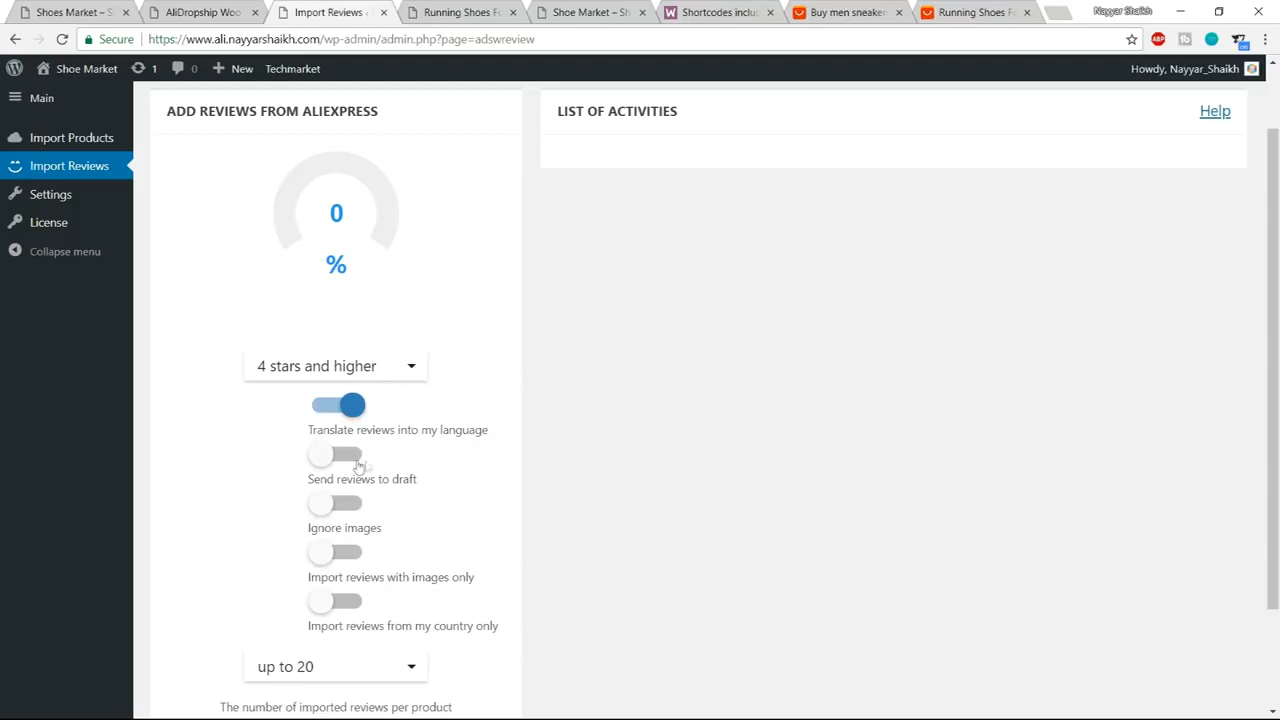 Shoes Market – S
AliDropship Woo
Import Reviews ‹
Running Shoes Fo
Shoe Market – Sh
Shortcodes inclu
Buy men sneaker
Running Shoes Fo
Nayyar Shaikh
Secure
https://www.ali.nayyarshaikh.com/wp-admin/admin.php?page=adswreview
ABP
Shoe Market
1
0
New
Techmarket
Howdy, Nayyar_Shaikh
Main
Import Products
Import Reviews
Settings
License
Collapse menu
ADD REVIEWS FROM ALIEXPRESS
0
%
4 stars and higher
Translate reviews into my language
Send reviews to draft
Ignore images
Import reviews with images only
Import reviews from my country only
up to 20
The number of imported reviews per product
LIST OF ACTIVITIES
Help